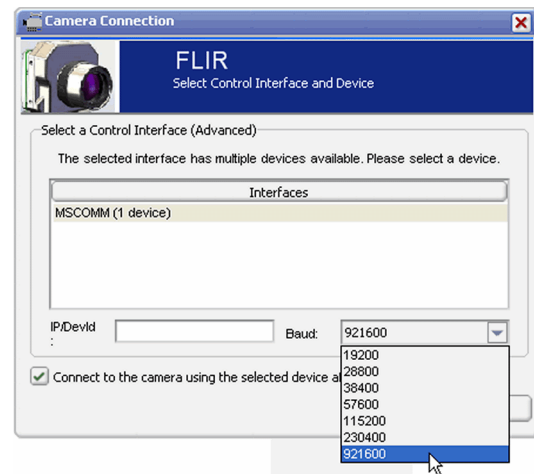 Camera Connection
FLIR
Select Control Interface and Device
Select a Control Interface (Advanced)
The selected interface has multiple devices available. Please select a device.
Interfaces
MSCOMM (1 device)
IP/DevId
:
Baud:
921600
19200
28800
38400
57600
115200
230400
921600
Connect to the camera using the selected device a